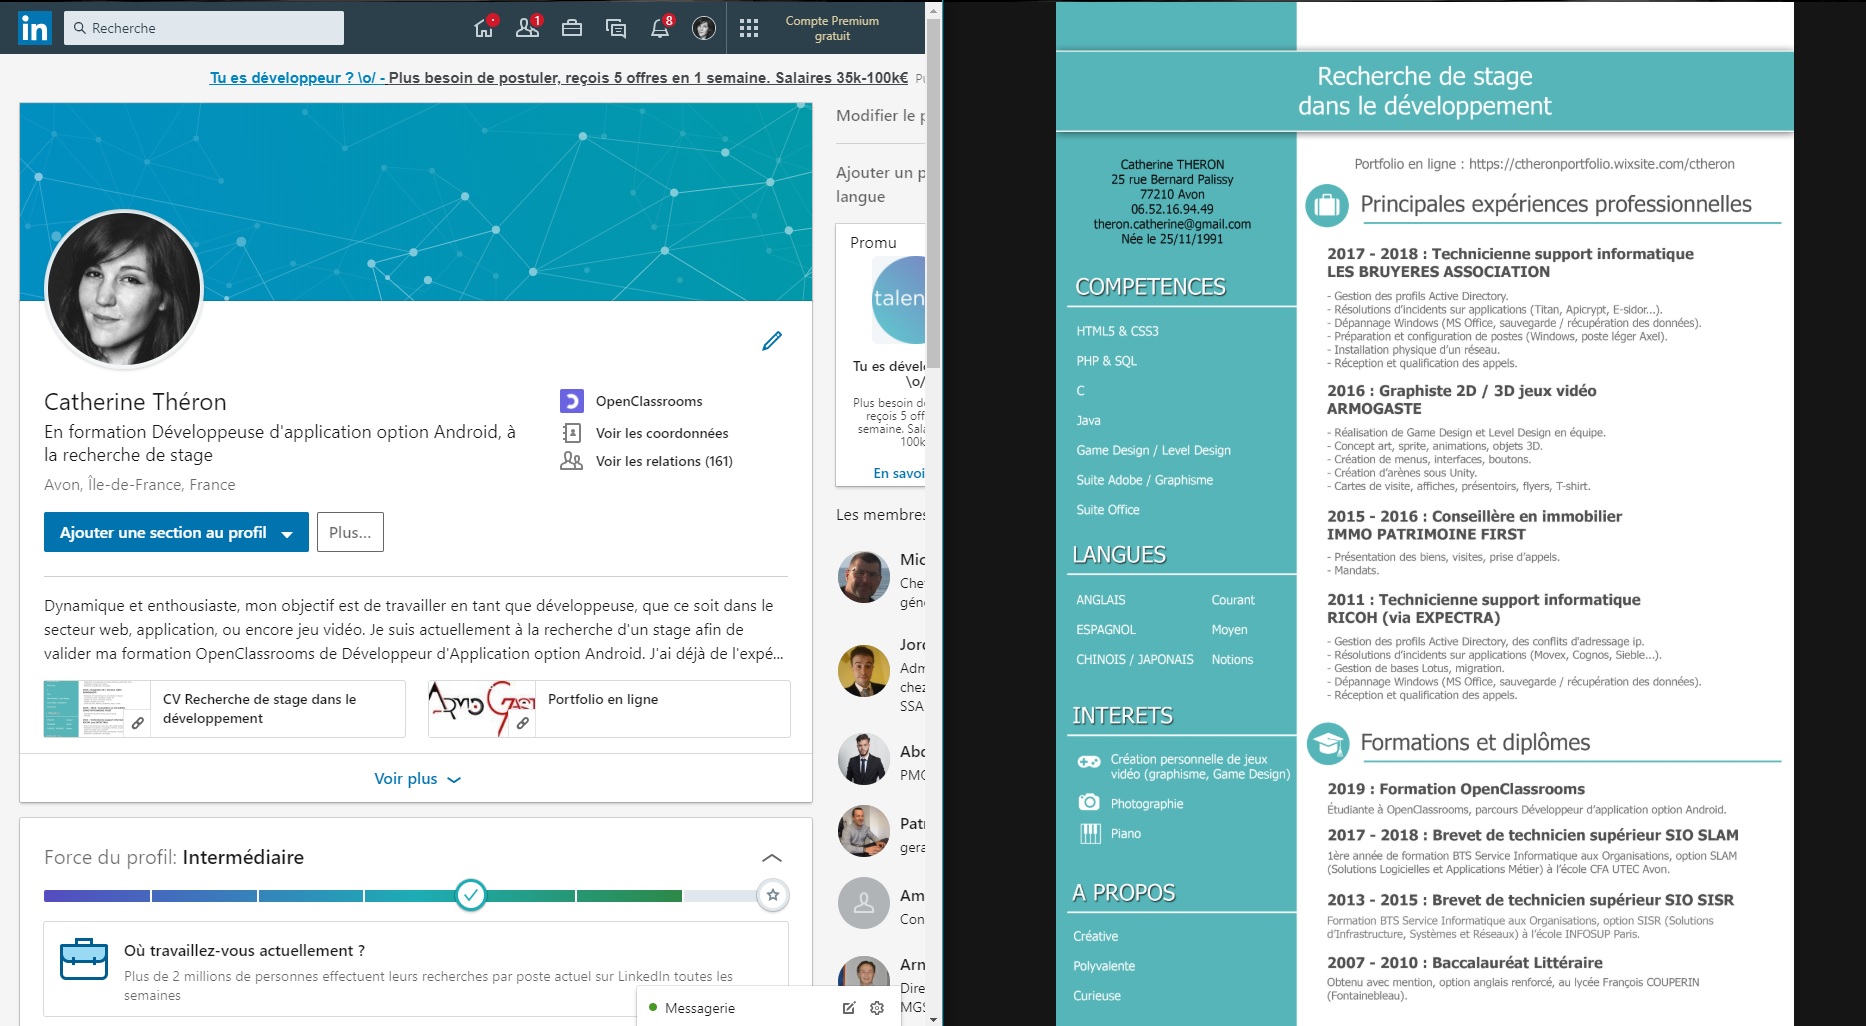 in
Recherche
1
8
Compte Premium
gratuit
Tu es développeur ? \o/ - Plus besoin de postuler, reçois 5 offres en 1 semaine. Salaires 35k-100k€
Modifier le
Ajouter un
langue
Promu
talen
Tu es déve
\o/
Plus besoin
reçois 5
semaine.
100k
En savoi
Catherine Théron
En formation Développeuse d'application option Android, à
la recherche de stage
Avon, Île-de-France, France
OpenClassrooms
Voir les coordonnées
Voir les relations (161)
Ajouter une section au profil
Plus...
Les membres
Dynamique et enthousiaste, mon objectif est de travailler en tant que développeuse, que ce soit dans le
secteur web, application, ou encore jeu vidéo. Je suis actuellement à la recherche d'un stage afin de
valider ma formation OpenClassrooms de Développeur d'Application option Android. J'ai déjà de l'expé...
CV Recherche de stage dans le
développement
Portfolio en ligne
Voir plus
Mic
Che
géné
Jor
Adm
chez
SSA
Abd
PMO
Patr
gera
Am
Con
Arn
Dire
MGS
Force du profil: Intermédiaire
Où travaillez-vous actuellement ?
Plus de 2 millions de personnes effectuent leurs recherches par poste actuel sur LinkedIn toutes les
semaines
Messagerie
Recherche de stage
dans le développement
Catherine THERON
25 rue Bernard Palissy
77210 Avon
06.52.16.94.49
theron.catherine@gmail.com
Née le 25/11/1991
COMPETENCES
HTML5 & CSS3
PHP & SQL
C
Java
Game Design / Level Design
Suite Adobe / Graphisme
Suite Office
LANGUES
ANGLAIS Courant
ESPAGNOL Moyen
CHINOIS / JAPONAIS Notions
INTERETS
Création personnelle de jeux
vidéo (graphisme, Game Design)
Photographie
Piano
A PROPOS
Créative
Polyvalente
Curieuse
Portfolio en ligne : https://ctheronportfolio.wixsite.com/ctheron
Principales expériences professionnelles
2017 - 2018 : Technicienne support informatique
LES BRUYERES ASSOCIATION
- Gestion des profils Active Directory.
- Résolutions d'incidents sur applications (Titan, Apicrypt, E-sidor...).
- Dépannage Windows (MS Office, sauvegarde / récupération des données).
- Préparation et configuration de postes (Windows, poste léger Axel).
- Installation physique d'un réseau.
- Réception et qualification des appels.
2016 : Graphiste 2D / 3D jeux vidéo
ARMOGASTE
- Réalisation de Game Design et Level Design en équipe.
- Concept art, sprite, animations, objets 3D.
- Création de menus, interfaces, boutons.
- Création d'arènes sous Unity.
- Cartes de visite, affiches, présentoirs, flyers, T-shirt.
2015 - 2016 : Conseillère en immobilier
IMMO PATRIMOINE FIRST
- Présentation des biens, visites, prise d'appels.
- Mandats.
2011 : Technicienne support informatique
RICOH (via EXPECTRA)
- Gestion des profils Active Directory, des conflits d'adressage ip.
- Résolutions d'incidents sur applications (Movex, Cognos, Sieble...).
- Gestion de bases Lotus, migration.
- Dépannage Windows (MS Office, sauvegarde / récupération des données).
- Réception et qualification des appels.
Formations et diplômes
2019 : Formation OpenClassrooms
Étudiante à OpenClassrooms, parcours Développeur d'application option Android.
2017 - 2018 : Brevet de technicien supérieur SIO SLAM
1ère année de formation BTS Service Informatique aux Organisations, option SLAM
(Solutions Logicielles et Applications Métier) à l'école CFA UTEC Avon.
2013 - 2015 : Brevet de technicien supérieur SIO SISR
Formation BTS Service Informatique aux Organisations, option SISR (Solutions
d'Infrastructure, Systèmes et Réseaux) à l'école INFOSUP Paris.
2007 - 2010 : Baccalauréat Littéraire
Obtenu avec mention, option anglais renforcé, au lycée François COUPERIN
(Fontainebleau).